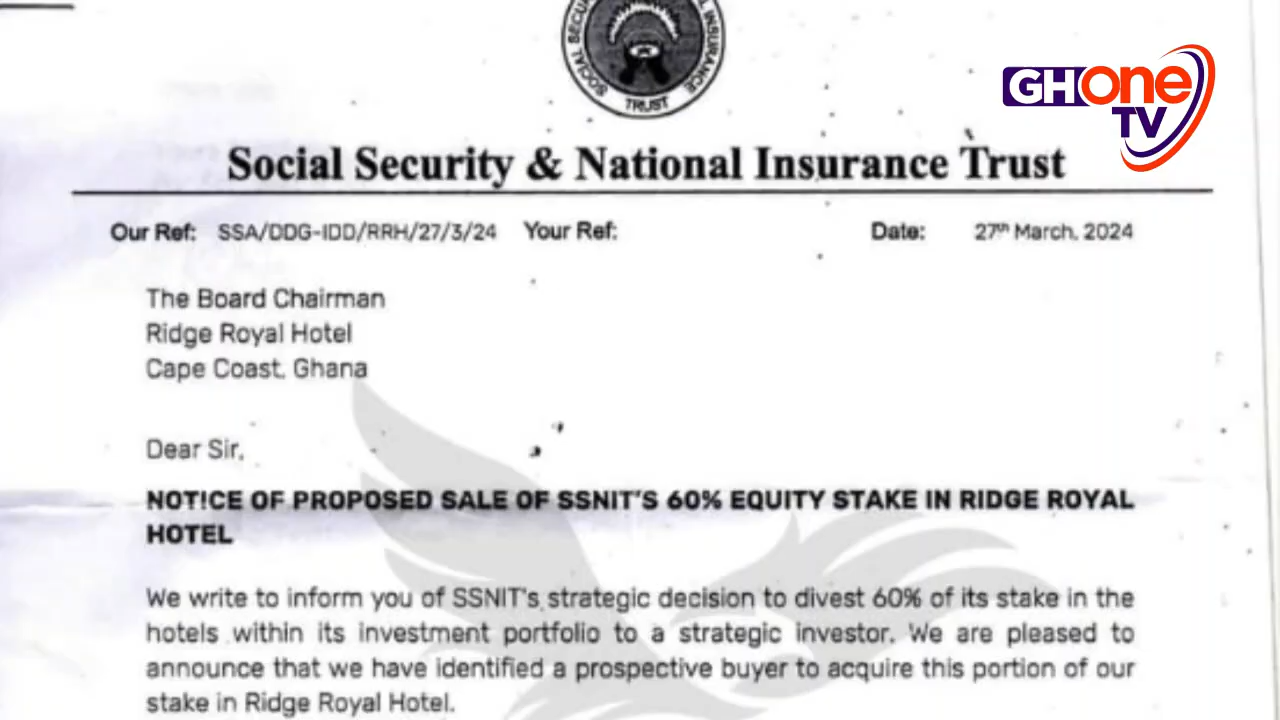 SOCIAL SECU
L INSURANCE
TRUST
GHOne
TV
Social Security & National Insurance Trust
Our Ref: SSA/DDG-IDD/RRH/27/3/24 Your Ref: Date: 27th March, 2024
The Board Chairman
Ridge Royal Hotel
Cape Coast, Ghana
Dear Sir,
NOTICE OF PROPOSED SALE OF SSNIT'S 60% EQUITY STAKE IN RIDGE ROYAL
HOTEL
We write to inform you of SSNIT's strategic decision to divest 60% of its stake in the
hotels within its investment portfolio to a strategic investor. We are pleased to
announce that we have identified a prospective buyer to acquire this portion of our
stake in Ridge Royal Hotel.